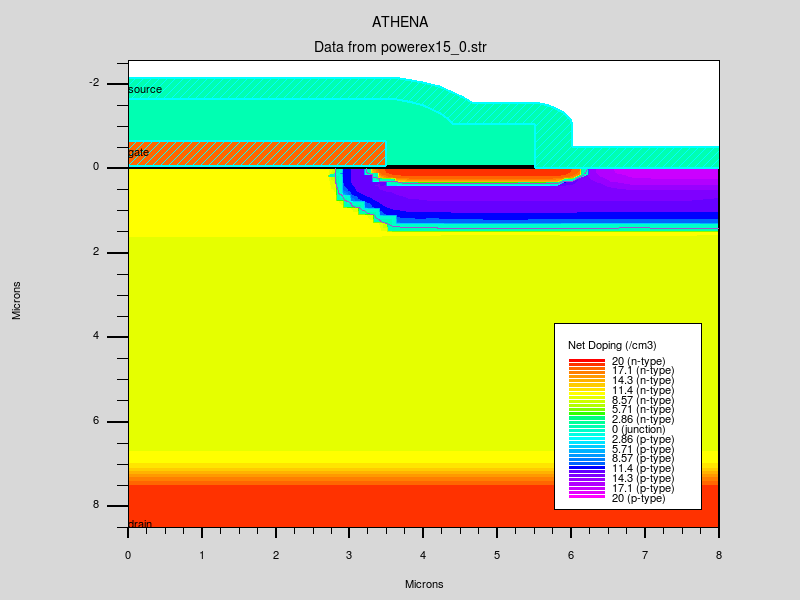 ATHENA
Data from powerex15_0.str
Microns
-2
0
2
4
6
8
source
gate
drain
Net Doping (/cm3)
20 (n-type)
17.1 (n-type)
14.3 (n-type)
11.4 (n-type)
8.57 (n-type)
5.71 (n-type)
2.86 (n-type)
0 (junction)
2.86 (p-type)
5.71 (p-type)
8.57 (p-type)
11.4 (p-type)
14.3 (p-type)
17.1 (p-type)
20 (p-type)
0 1 2 3 4 5 6 7 8
Microns